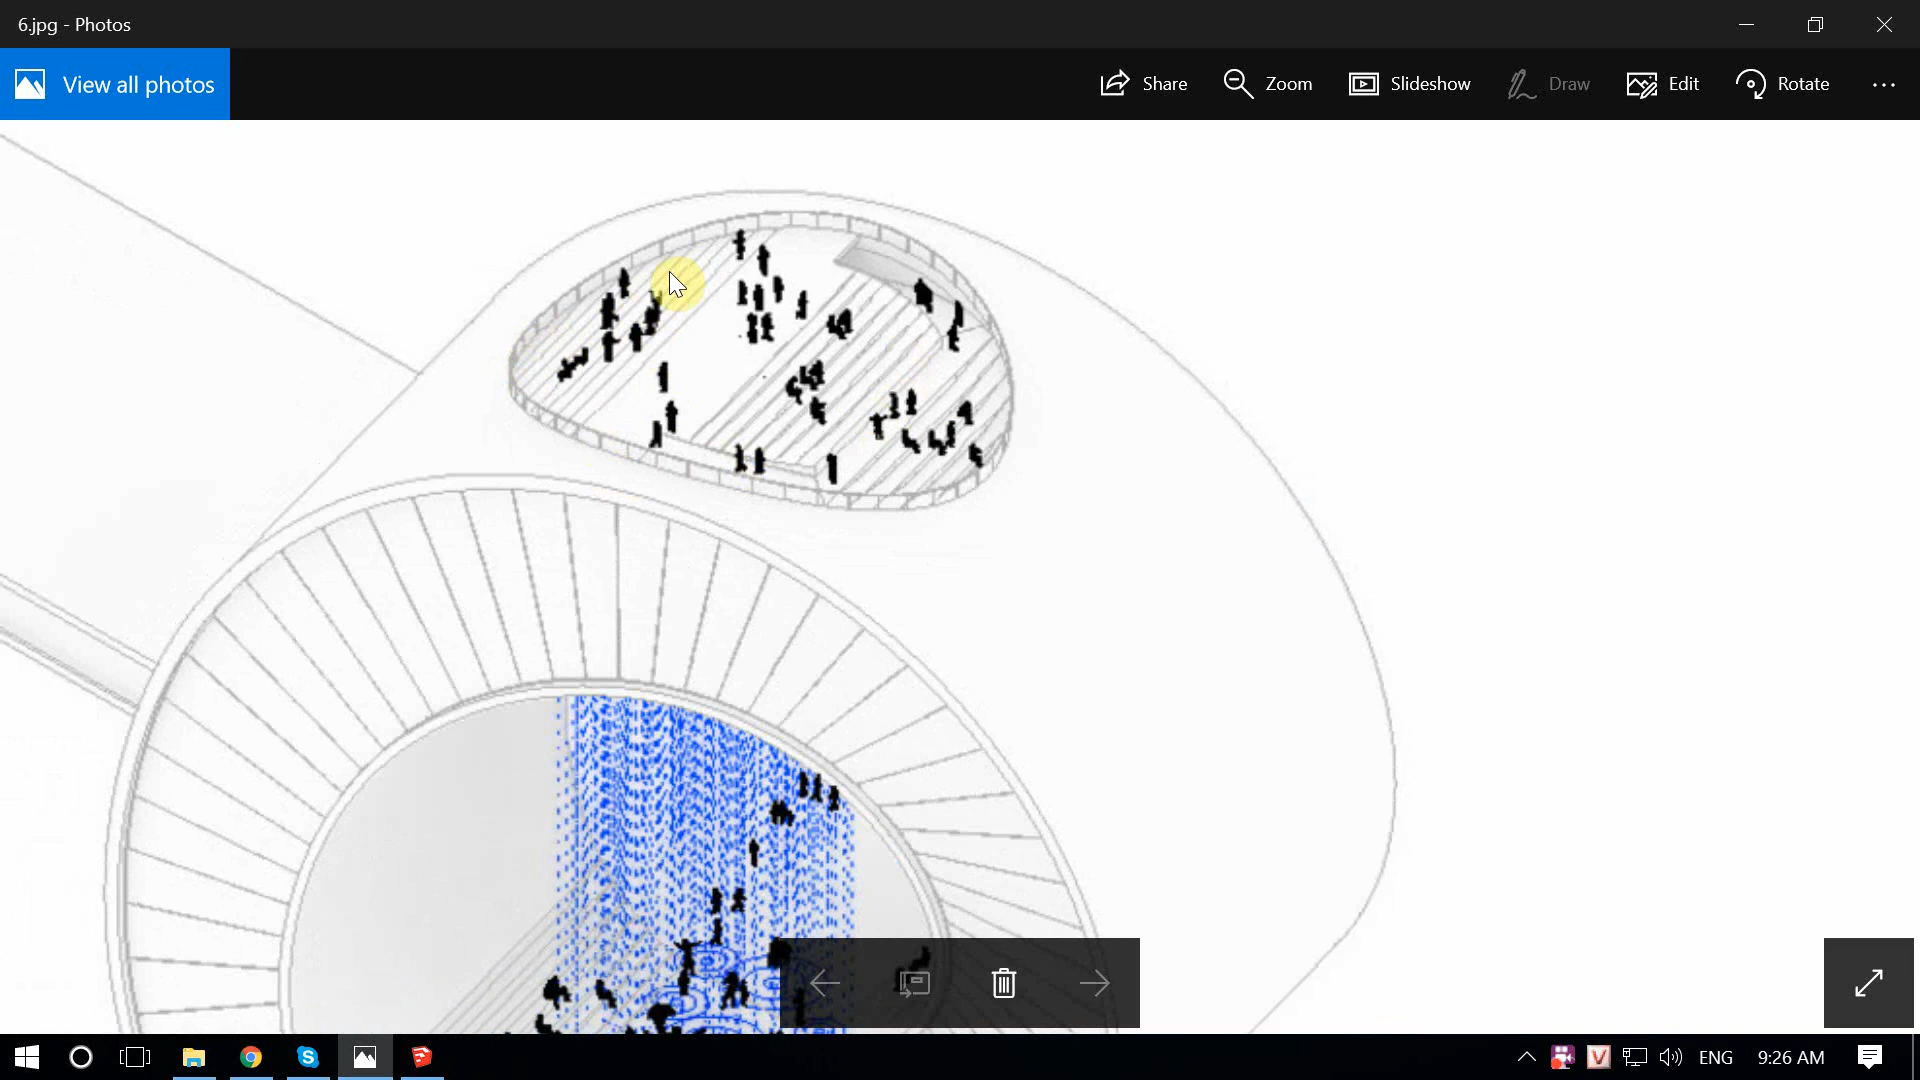 6.jpg - Photos
View all photos
Share
Zoom
Slideshow
Draw
Edit
Rotate
ENG
9:26 AM